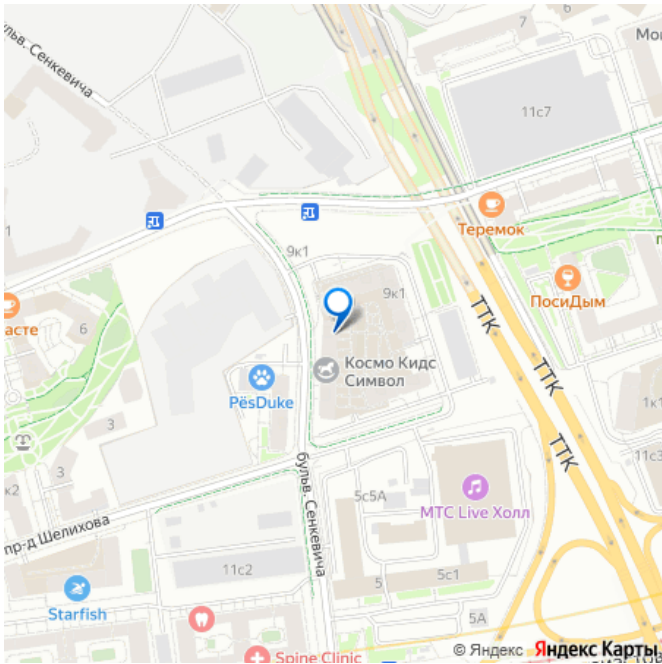 7
11с7
бульв. Сенкевича
Теремок
1
9к1
9к1
ПосиДым
ТТК
асте
6
Космо Кидс
Символ
ТТК
PёsDuke
1к1
3
3
ТТК
11с3
к2
бульв. Сенкевича
5с5А
МТС Live Холл
пр-д Шелихова
11с2
5
5с1
Starfish
5А
Spine Clinic
© Яндекс Яндекс Карты